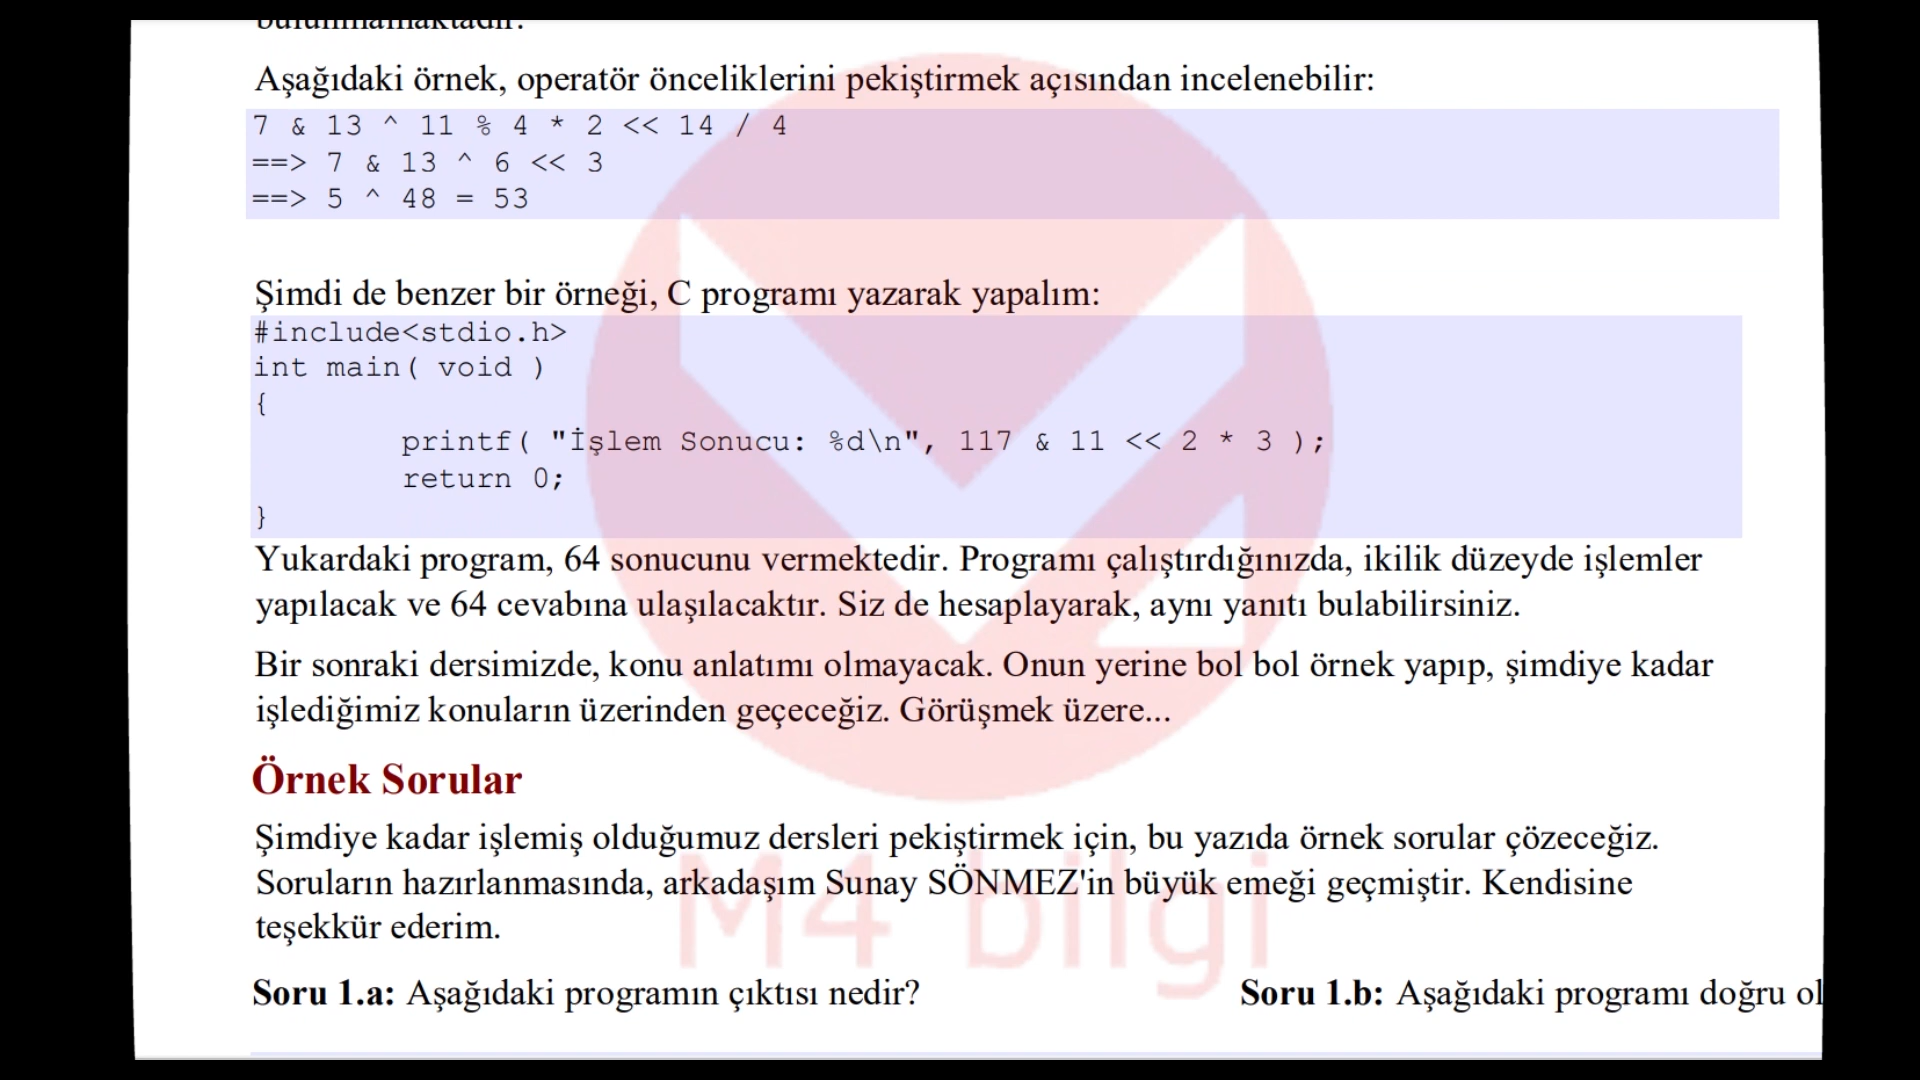 bulunmamaktadır.
Aşağıdaki örnek, operatör önceliklerini pekiştirmek açısından incelenebilir:
7 & 13 ^ 11 % 4 * 2 << 14 / 4
==> 7 & 13 ^ 6 << 3
==> 5 ^ 48 = 53
Şimdi de benzer bir örneği, C programı yazarak yapalım:
#include<stdio.h>
int main( void )
{
printf( "İşlem Sonucu: %d\n", 117 & 11 << 2 * 3 );
return 0;
}
Yukardaki program, 64 sonucunu vermektedir. Programı çalıştırdığınızda, ikilik düzeyde işlemler
yapılacak ve 64 cevabına ulaşılacaktır. Siz de hesaplayarak, aynı yanıtı bulabilirsiniz.
Bir sonraki dersimizde, konu anlatımı olmayacak. Onun yerine bol bol örnek yapıp, şimdiye kadar
işlediğimiz konuların üzerinden geçeceğiz. Görüşmek üzere...
Örnek Sorular
Şimdiye kadar işlemiş olduğumuz dersleri pekiştirmek için, bu yazıda örnek sorular çözeceğiz.
Soruların hazırlanmasında, arkadaşım Sunay SÖNMEZ'in büyük emeği geçmiştir. Kendisine
teşekkür ederim.
M4 bilgi
Soru 1.a: Aşağıdaki programın çıktısı nedir? Soru 1.b: Aşağıdaki programı doğru ol